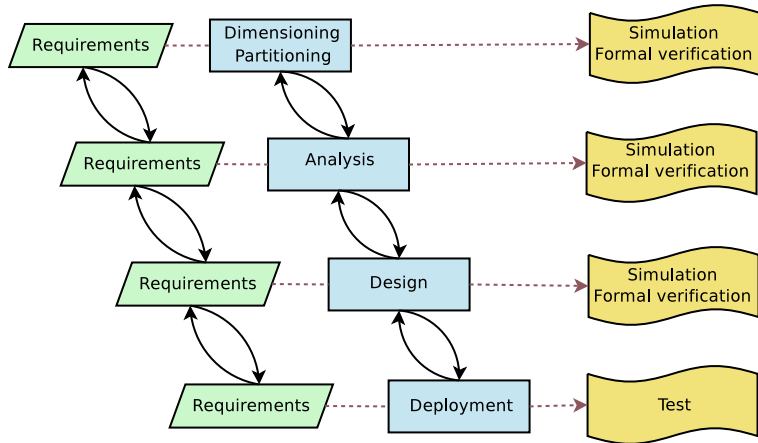 Requirements
Dimensioning
Partitioning
Simulation
Formal verification
Requirements
Analysis
Simulation
Formal verification
Requirements
Design
Simulation
Formal verification
Requirements
Deployment
Test